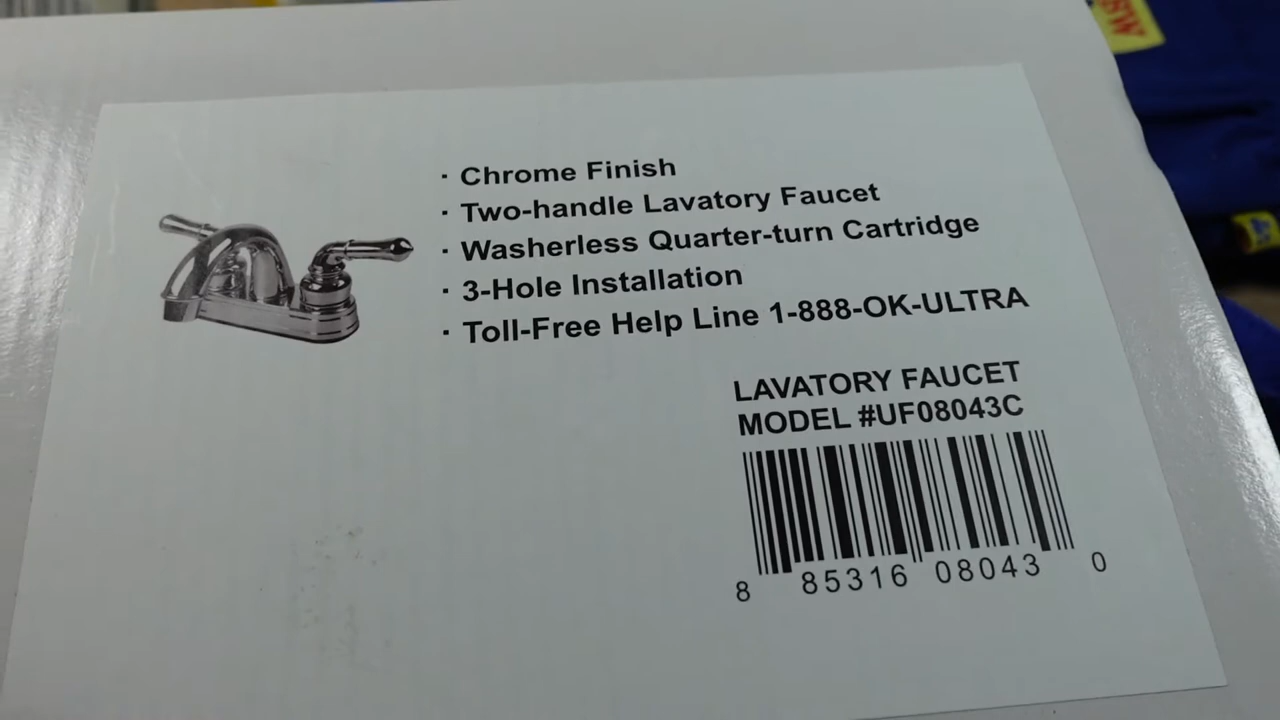 · Chrome Finish
· Two-handle Lavatory Faucet
· Washerless Quarter-turn Cartridge
· 3-Hole Installation
· Toll-Free Help Line 1-888-OK-ULTRA
LAVATORY FAUCET
MODEL #UF08043C
8 85316 08043 0